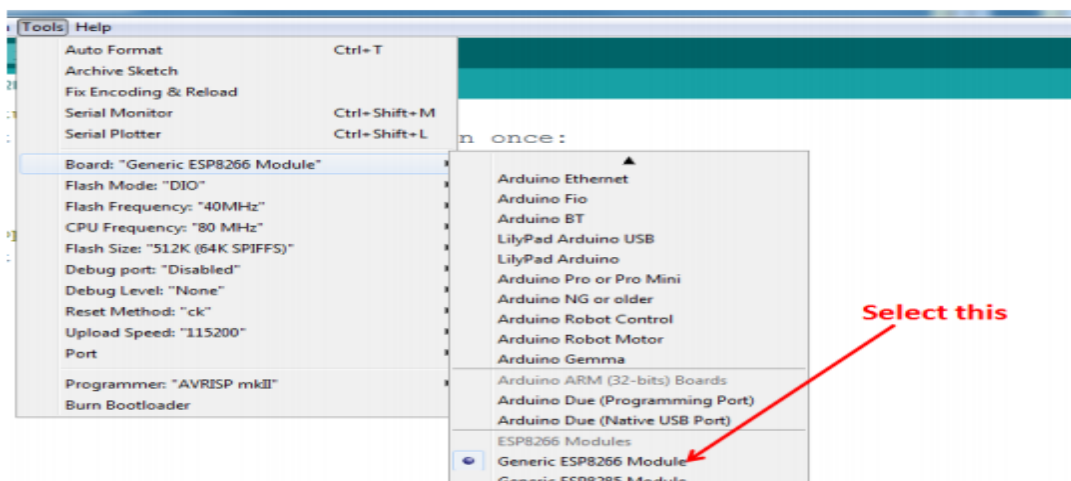 Tools Help
Auto Format Ctrl+T
Archive Sketch
Fix Encoding & Reload
Serial Monitor Ctrl+Shift+M
Serial Plotter Ctrl+Shift+L
n once:
Board: "Generic ESP8266 Module"
Flash Mode: "DIO"
Flash Frequency: "40MHz"
CPU Frequency: "80 MHz"
Flash Size: "512K (64K SPIFFS)"
Debug port: "Disabled"
Debug Level: "None"
Reset Method: "ck"
Upload Speed: "115200"
Port
Programmer: "AVRISP mkII"
Burn Bootloader
Arduino Ethernet
Arduino Fio
Arduino BT
LilyPad Arduino USB
LilyPad Arduino
Arduino Pro or Pro Mini
Arduino NG or older
Arduino Robot Control
Arduino Robot Motor
Arduino Gemma
Arduino ARM (32-bits) Boards
Arduino Due (Programming Port)
Arduino Due (Native USB Port)
ESP8266 Modules
Generic ESP8266 Module
Generic ESP8285 Module
Select this